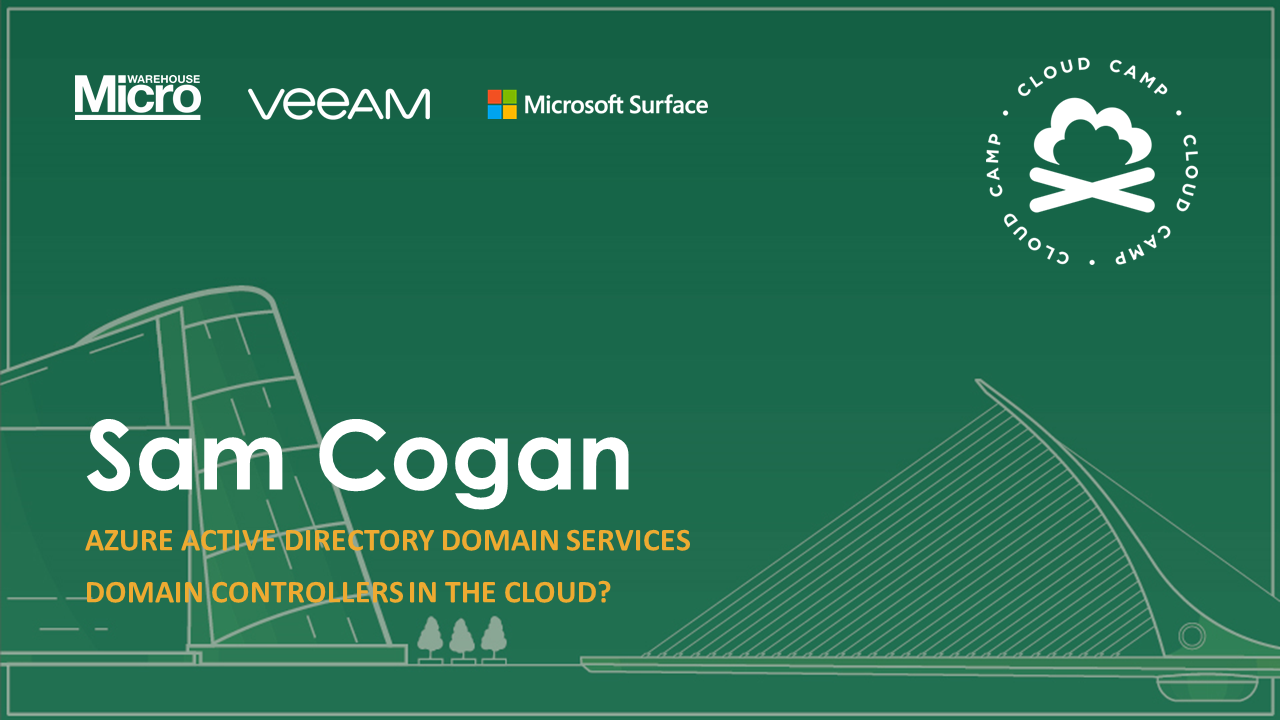 WAREHOUSE
Micro
veeAM
Microsoft Surface
CLOUD CAMP • CLOUD CAMP • CLOUD CAMP •
Sam Cogan
AZURE ACTIVE DIRECTORY DOMAIN SERVICES
DOMAIN CONTROLLERS IN THE CLOUD?